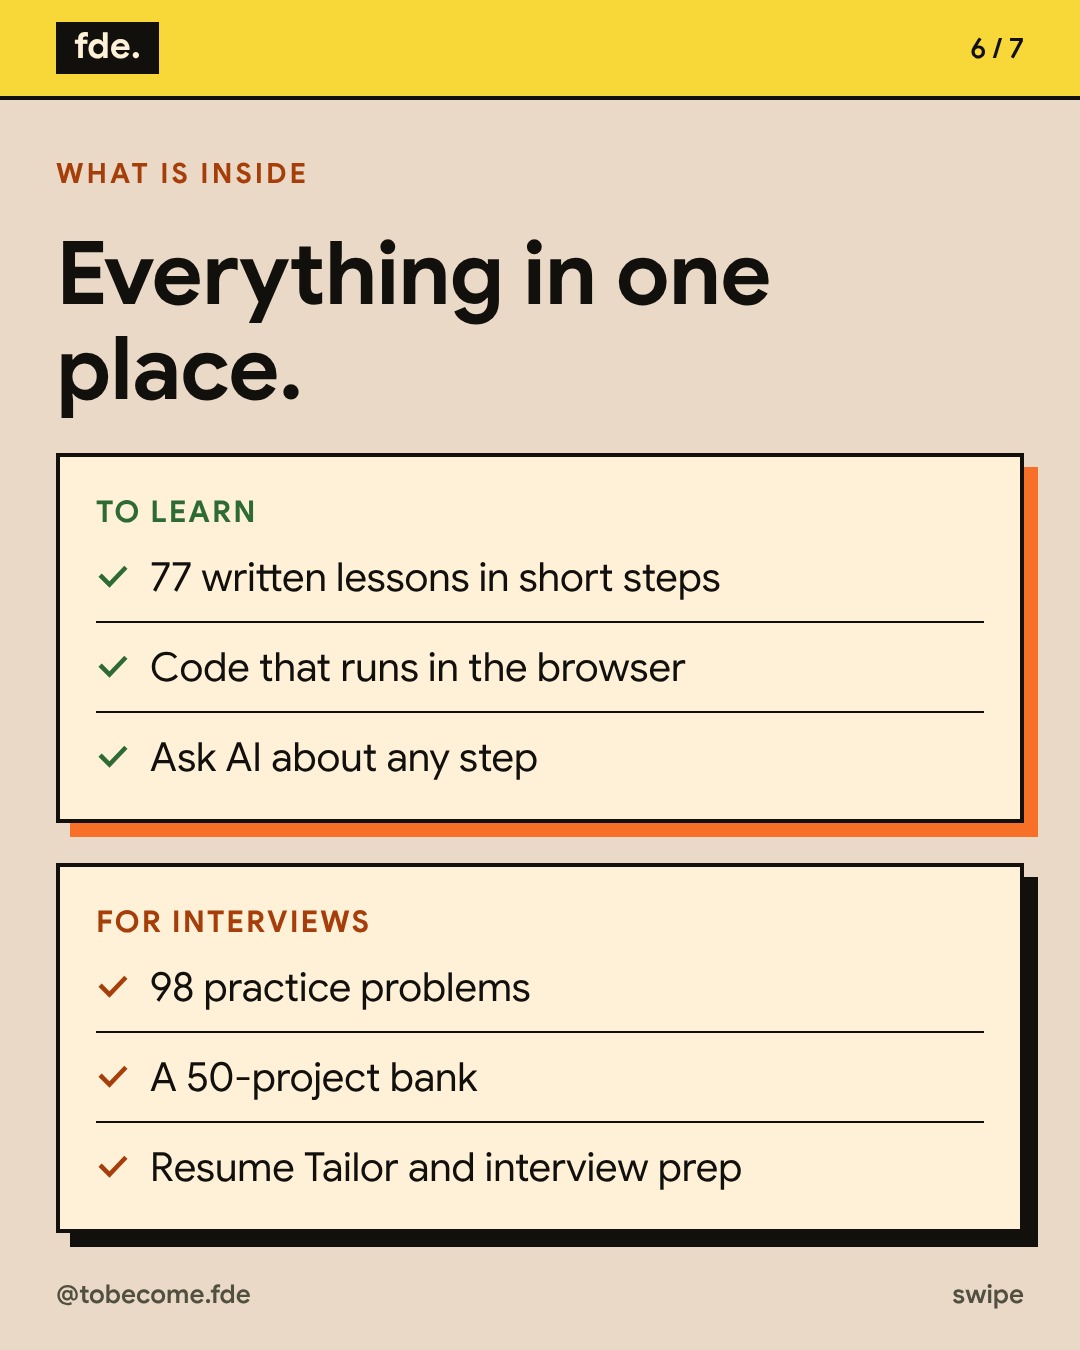 fde.
6 / 7
WHAT IS INSIDE
Everything in one
place.
TO LEARN
77 written lessons in short steps
Code that runs in the browser
Ask AI about any step
FOR INTERVIEWS
98 practice problems
A 50-project bank
Resume Tailor and interview prep
@tobecome.fde
swipe